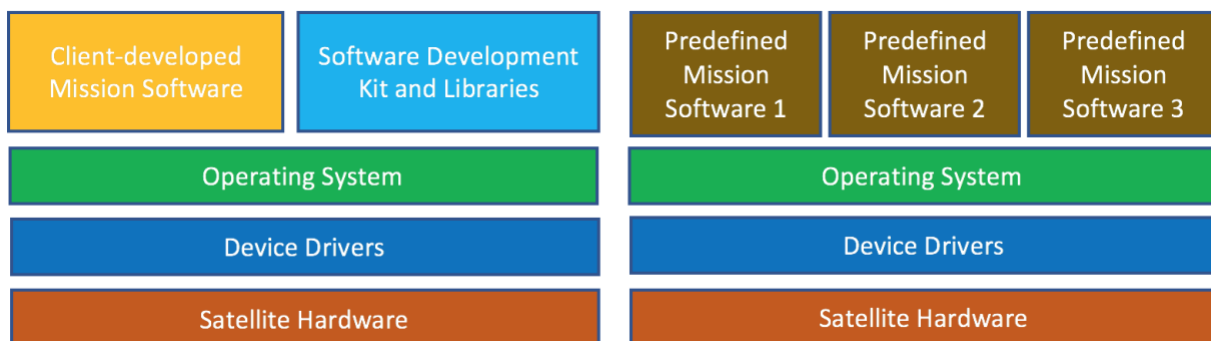 Client-developed
Mission Software
Software Development
Kit and Libraries
Operating System
Device Drivers
Satellite Hardware
Predefined
Mission
Software 1
Predefined
Mission
Software 2
Predefined
Mission
Software 3
Operating System
Device Drivers
Satellite Hardware